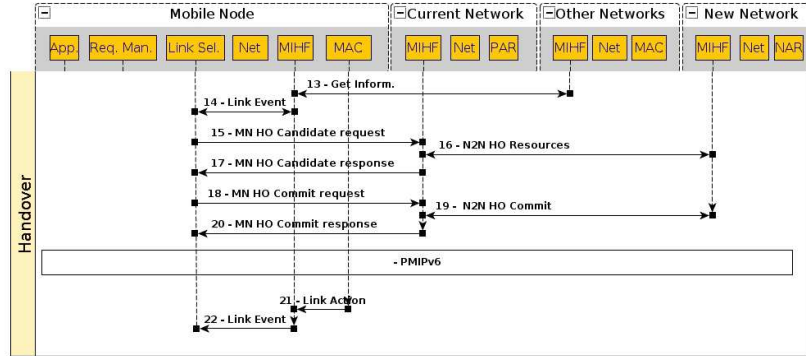 Mobile Node Current Network Other Networks New Network
App. Req. Man. Link Sel. Net MIHF MAC MIHF Net PAR MIHF Net MAC MIHF Net NAR
Handover
13 - Get Inform.
14 - Link Event
15 - MN HO Candidate request
16 - N2N HO Resources
17 - MN HO Candidate response
18 - MN HO Commit request
19 - N2N HO Commit
20 - MN HO Commit response
- PMIPv6
21 - Link Action
22 - Link Event